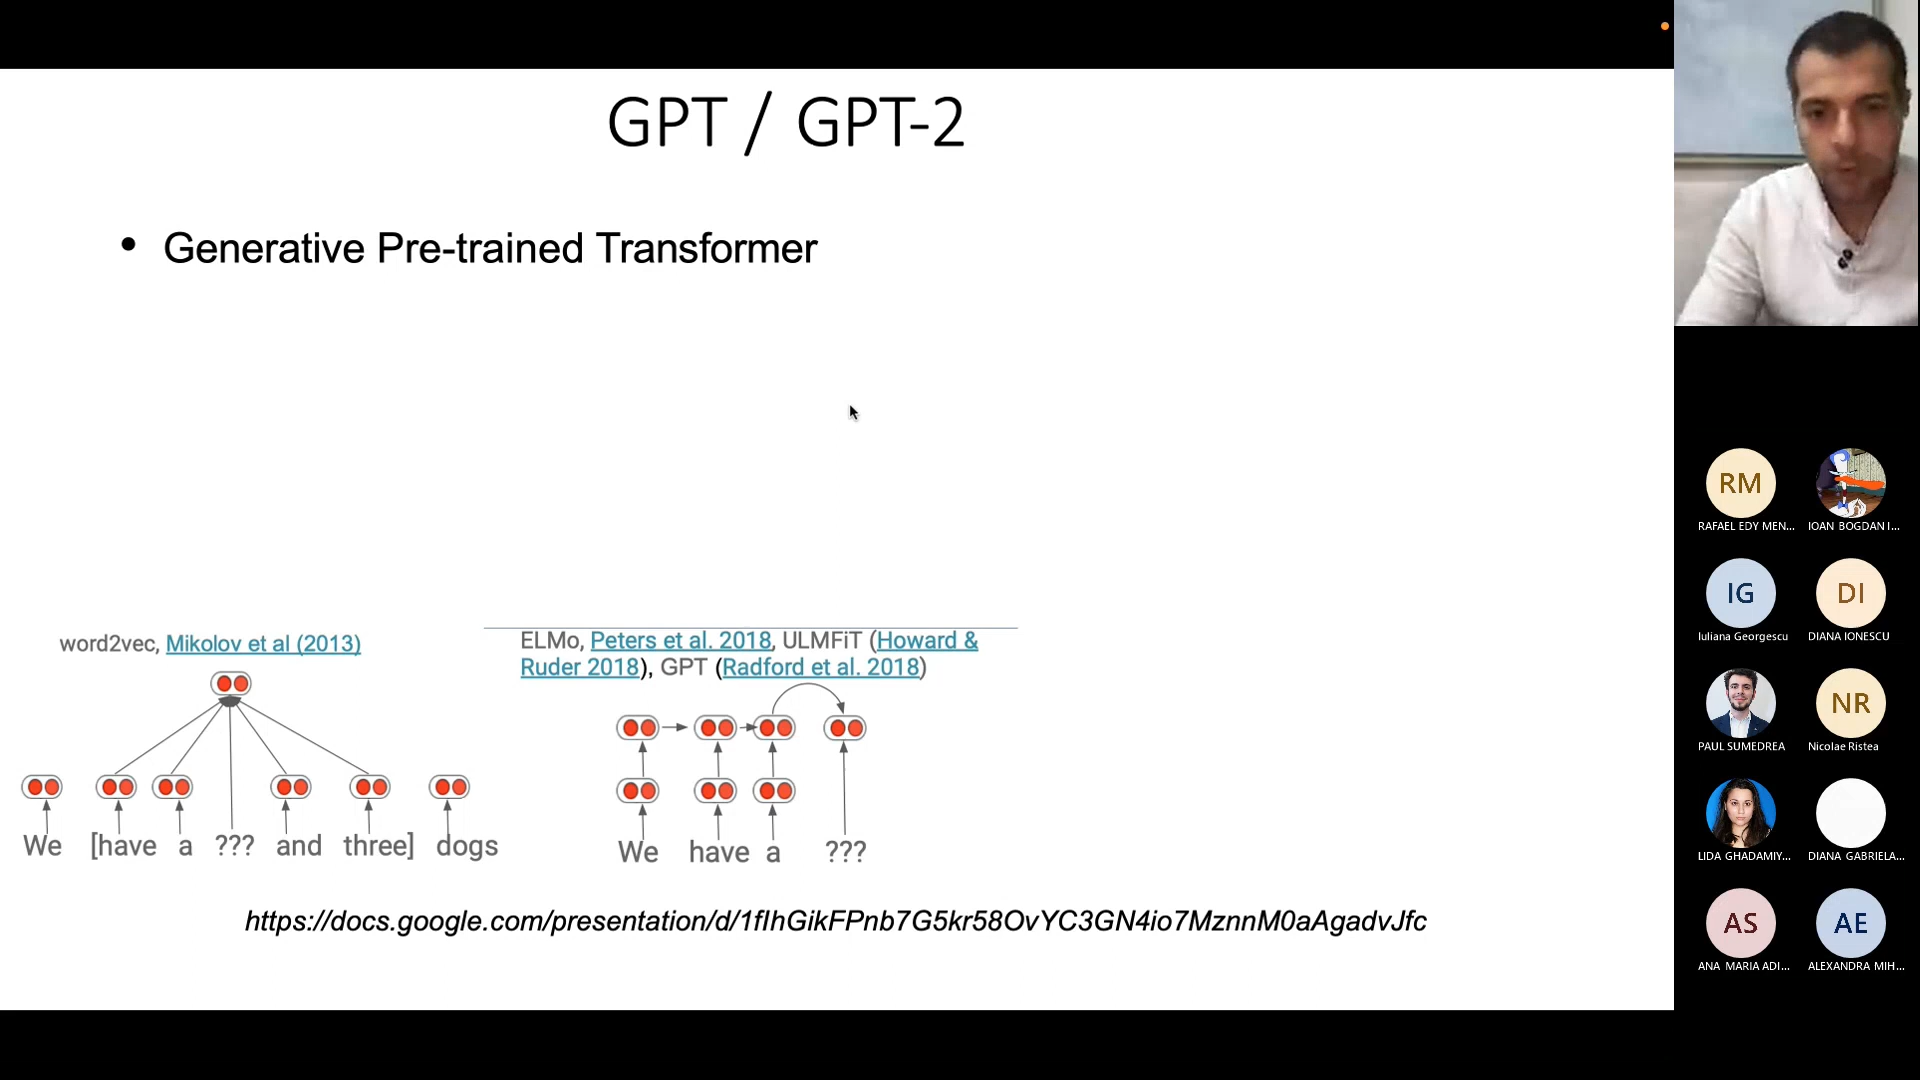 GPT / GPT-2
• Generative Pre-trained Transformer
word2vec, Mikolov et al (2013)
We [have a ??? and three] dogs
ELMo, Peters et al. 2018, ULMFiT (Howard &
Ruder 2018), GPT (Radford et al. 2018)
We have a ???
https://docs.google.com/presentation/d/1fIhGikFPnb7G5kr58OvYC3GN4io7MznnM0aAgadvJfc
RM
RAFAEL EDY MEN...
IOAN BOGDAN I...
IG
Iuliana Georgescu
DI
DIANA IONESCU
PAUL SUMEDREA
NR
Nicolae Ristea
LIDA GHADAMIY...
DIANA GABRIELA...
AS
ANA MARIA ADI...
AE
ALEXANDRA MIH...